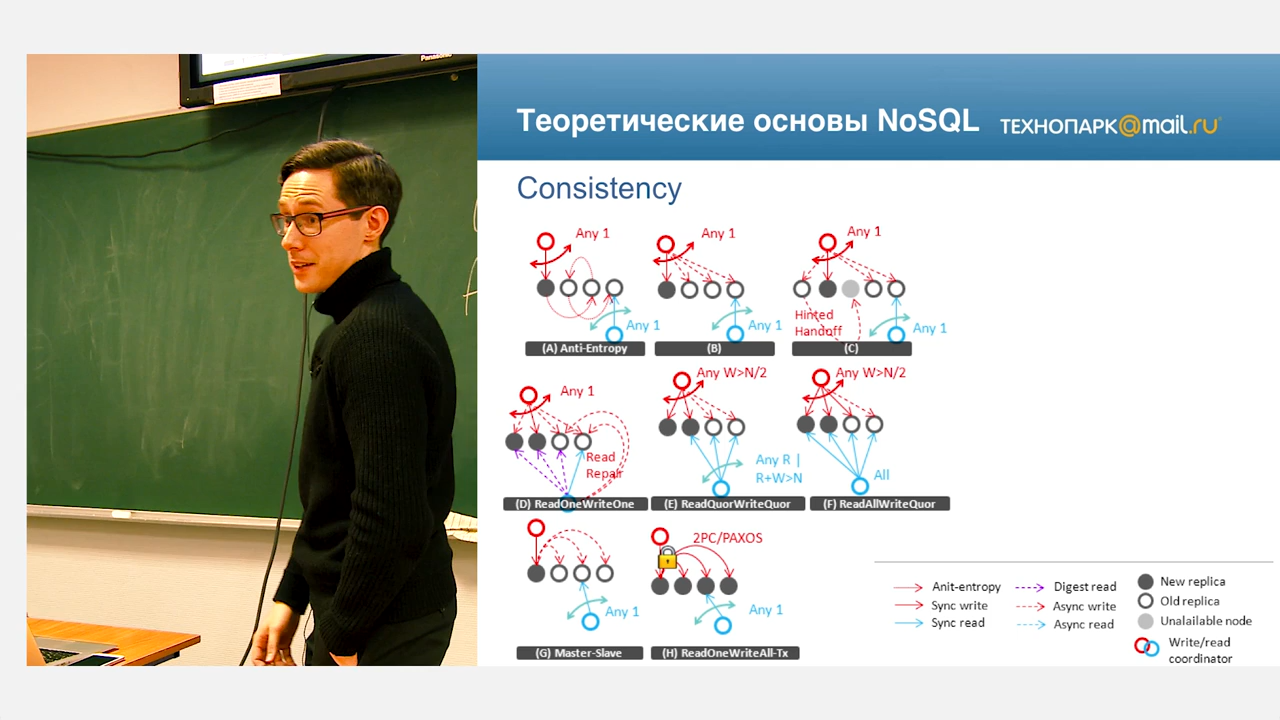 Panasonic
Теоретические основы NoSQL
ТЕХНОПАРК@mail.ru
Consistency
Any 1
Any 1
(A) Anti-Entropy
Any 1
Any 1
(B)
Any 1
Hinted
Handoff
Any 1
(C)
Any 1
Read
Repair
(D) ReadOneWriteOne
Any W>N/2
Any R |
R+W>N
(E) ReadQuorWriteQuor
Any W>N/2
All
(F) ReadAllWriteQuor
Any 1
(G) Master-Slave
2PC/PAXOS
Any 1
(H) ReadOneWriteAll-Tx
Anit-entropy
Sync write
Sync read
Digest read
Async write
Async read
New replica
Old replica
Unalailable node
Write/read
coordinator